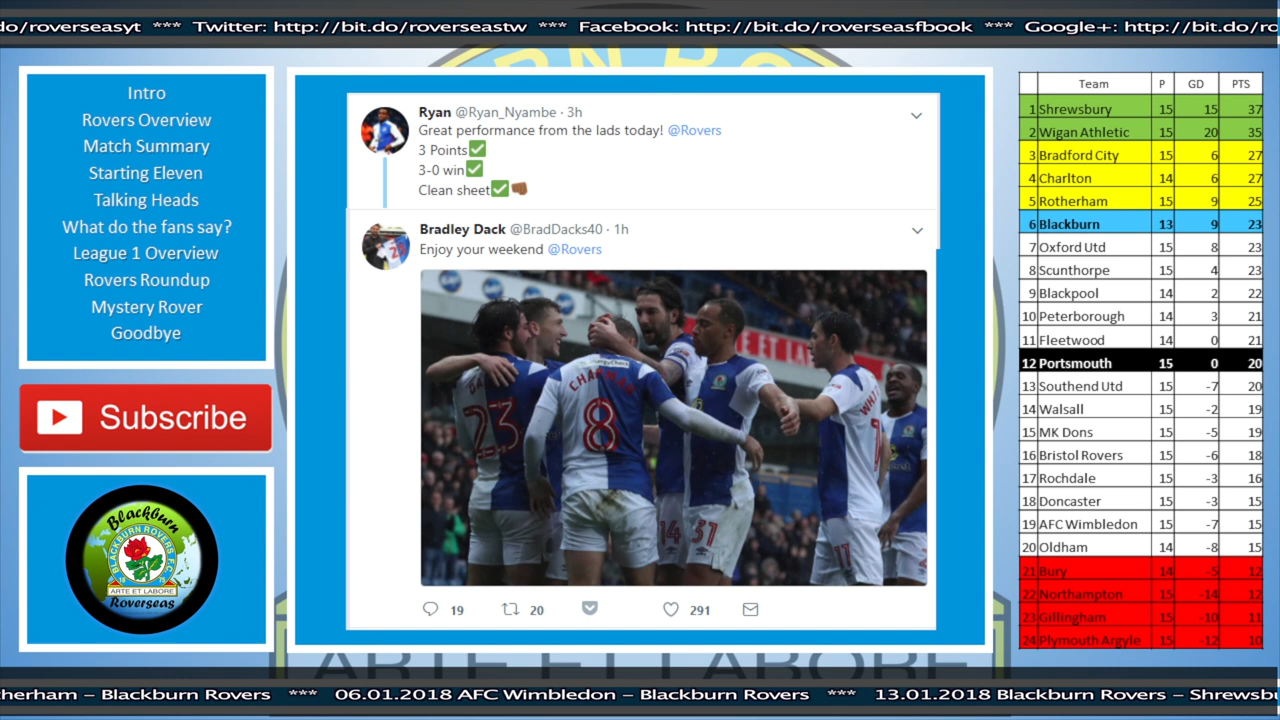 do/roverseasyt *** Twitter: http://bit.do/roverseastw *** Facebook: http://bit.do/roverseasfbook *** Google+: http://bit.do/ro
Intro
Rovers Overview
Match Summary
Starting Eleven
Talking Heads
What do the fans say?
League 1 Overview
Rovers Roundup
Mystery Rover
Goodbye
Subscribe
Blackburn
BLACKBURN ROVERS F.C.
18 75
ARTE ET LABORE
Roverseas
Ryan @Ryan_Nyambe · 3h
Great performance from the lads today! @Rovers
3 Points✅
3-0 win✅
Clean sheet✅👊🏾
Bradley Dack @BradDacks40 · 1h
Enjoy your weekend @Rovers
23
CHAPMAN
8
14
31
19 20 291
Team P GD PTS
1 Shrewsbury 15 15 37
2 Wigan Athletic 15 20 35
3 Bradford City 15 6 27
4 Charlton 14 6 27
5 Rotherham 15 9 25
6 Blackburn 13 9 23
7 Oxford Utd 15 8 23
8 Scunthorpe 15 4 23
9 Blackpool 14 2 22
10 Peterborough 14 3 21
11 Fleetwood 14 0 21
12 Portsmouth 15 0 20
13 Southend Utd 15 -7 20
14 Walsall 15 -2 19
15 MK Dons 15 -5 19
16 Bristol Rovers 15 -6 18
17 Rochdale 15 -3 16
18 Doncaster 15 -3 15
19 AFC Wimbledon 15 -7 15
20 Oldham 14 -8 15
21 Bury 14 -5 12
22 Northampton 15 -14 12
23 Gillingham 15 -10 11
24 Plymouth Argyle 15 -12 10
ARTE ET LABORE
therham – Blackburn Rovers *** 06.01.2018 AFC Wimbledon – Blackburn Rovers *** 13.01.2018 Blackburn Rovers – Shrewsbu